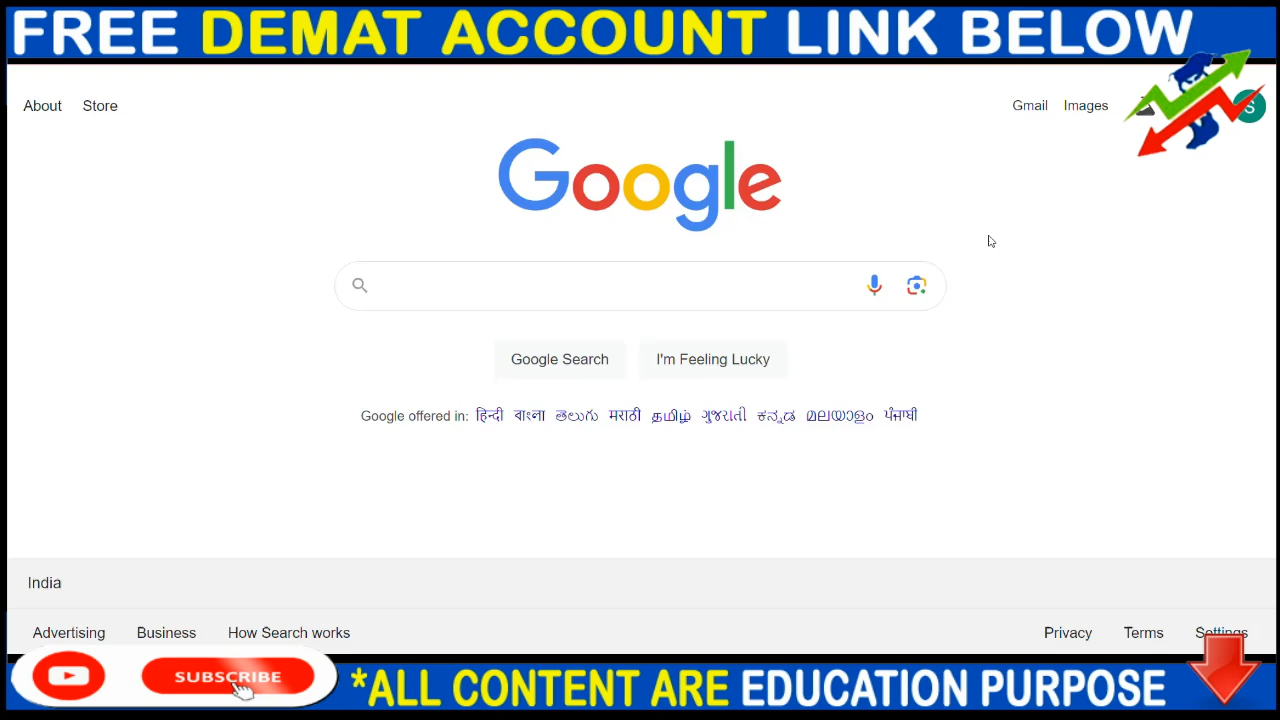 FREE DEMAT ACCOUNT LINK BELOW
About Store
Gmail Images
S
Google
Google Search I'm Feeling Lucky
Google offered in: हिन्दी বাংলা తెలుగు मराठी தமிழ் ગુજરાતી ಕನ್ನಡ മലയാളം ਪੰਜਾਬੀ
India
Advertising Business How Search works
Privacy Terms Settings
SUBSCRIBE
*ALL CONTENT ARE EDUCATION PURPOSE